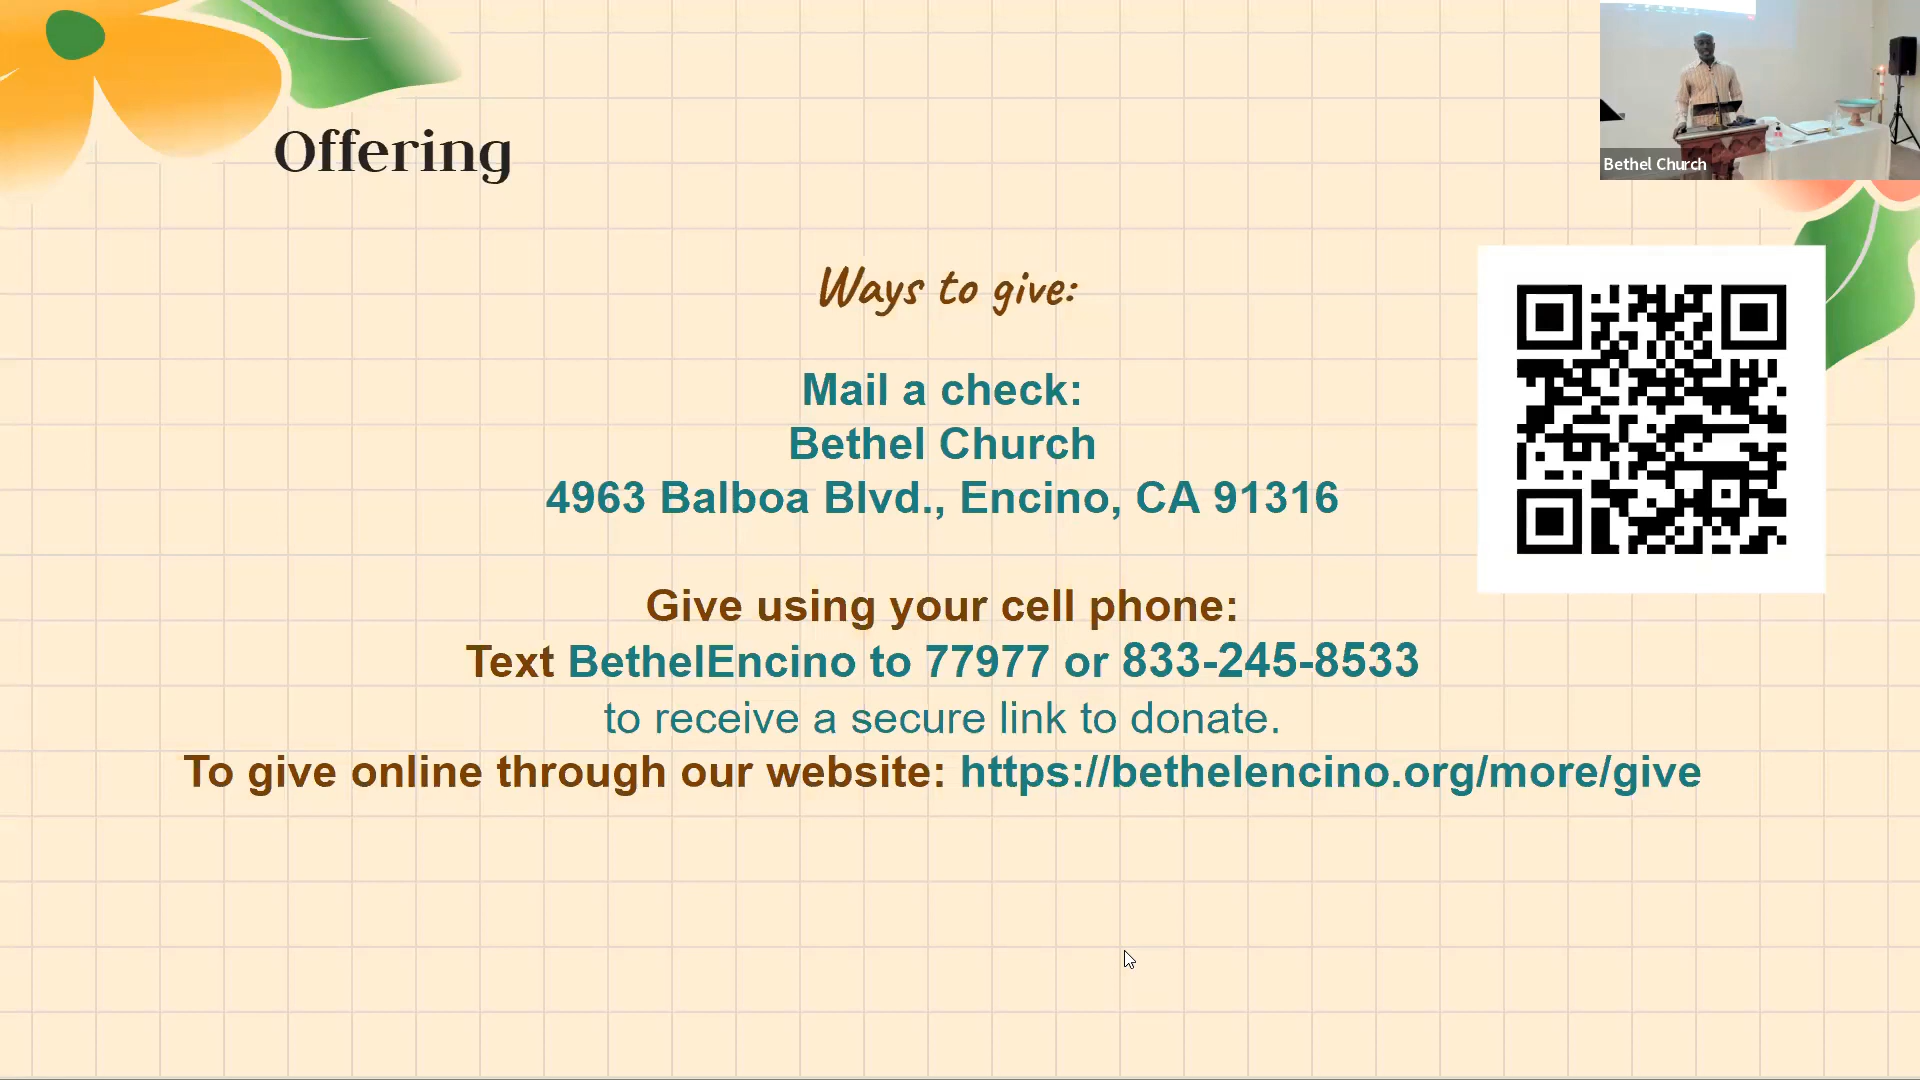 Offering
Bethel Church
Ways to give:
Mail a check:
Bethel Church
4963 Balboa Blvd., Encino, CA 91316
Give using your cell phone:
Text BethelEncino to 77977 or 833-245-8533
to receive a secure link to donate.
To give online through our website: https://bethelencino.org/more/give